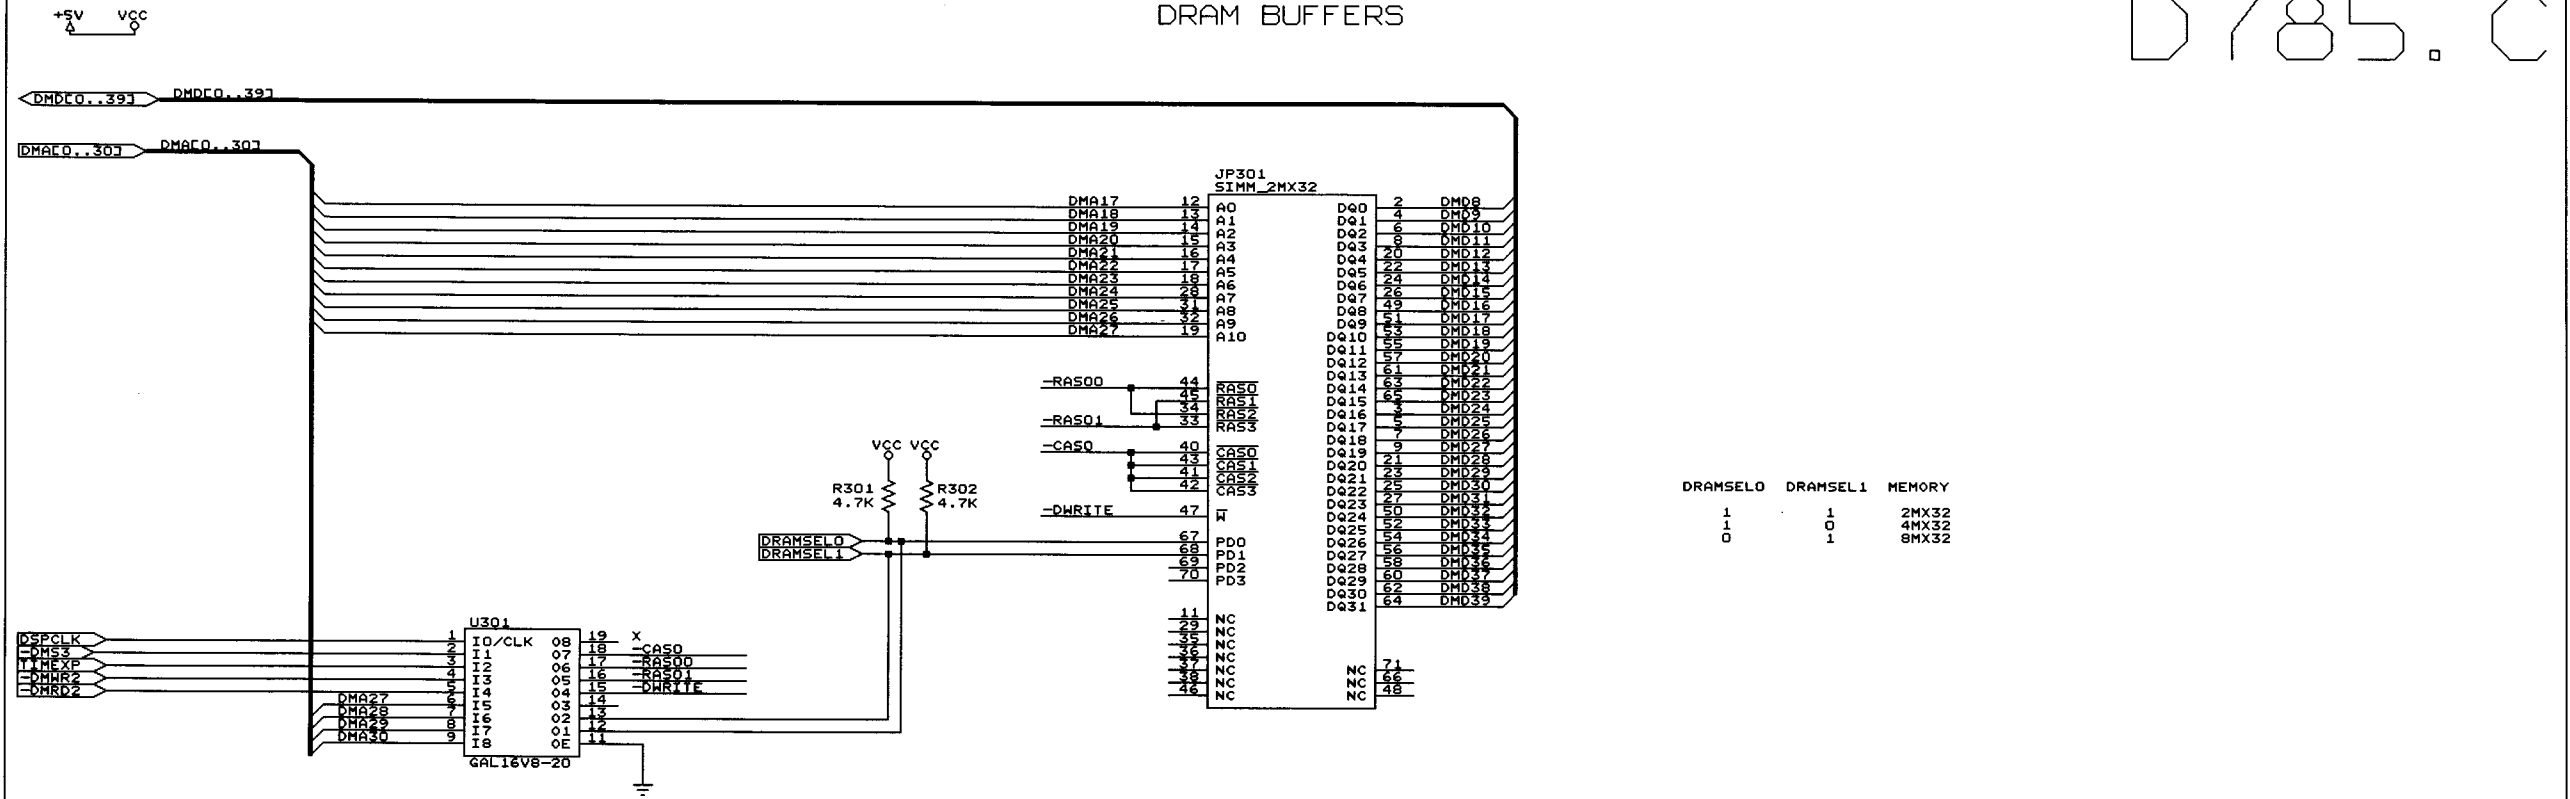 +5V VCC
DRAM BUFFERS
D785.C
DMD[0..39] DMD[0..39]
DMA[0..30] DMA[0..30]
JP301
SIMM_2MX32
DMA17 12 A0 DQ0 2 DMD8
DMA18 13 A1 DQ1 4 DMD9
DMA19 14 A2 DQ2 6 DMD10
DMA20 15 A3 DQ3 8 DMD11
DMA21 16 A4 DQ4 20 DMD12
DMA22 17 A5 DQ5 22 DMD13
DMA23 18 A6 DQ6 24 DMD14
DMA24 28 A7 DQ7 26 DMD15
DMA25 31 A8 DQ8 49 DMD16
DMA26 32 A9 DQ9 51 DMD17
DMA27 19 A10 DQ10 53 DMD18
DQ11 55 DMD19
DQ12 57 DMD20
DQ13 61 DMD21
-RAS00 44 RAS0 DQ14 63 DMD22
45 RAS1 DQ15 65 DMD23
34 RAS2 DQ16 3 DMD24
-RAS01 33 RAS3 DQ17 5 DMD25
DQ18 7 DMD26
-CAS0 40 CAS0 DQ19 9 DMD27
43 CAS1 DQ20 21 DMD28
41 CAS2 DQ21 23 DMD29
42 CAS3 DQ22 25 DMD30
DQ23 27 DMD31
-DWRITE 47 W DQ24 50 DMD32
DQ25 52 DMD33
67 PD0 DQ26 54 DMD34
68 PD1 DQ27 56 DMD35
69 PD2 DQ28 58 DMD36
70 PD3 DQ29 60 DMD37
DQ30 62 DMD38
DQ31 64 DMD39
11 NC
29 NC
35 NC
36 NC
37 NC NC 71
38 NC NC 66
46 NC NC 48
VCC VCC
R301 R302
4.7K 4.7K
DRAMSEL0
DRAMSEL1
DRAMSEL0 DRAMSEL1 MEMORY
1 1 2MX32
1 0 4MX32
0 1 8MX32
U301
DSPCLK 1 I0/CLK O8 19 X
-DMS3 2 I1 O7 18 -CAS0
TIMEXP 3 I2 O6 17 -RAS00
-DMWR2 4 I3 O5 16 -RAS01
-DMRD2 5 I4 O4 15 -DWRITE
DMA27 6 I5 O3 14
DMA28 7 I6 O2 13
DMA29 8 I7 O1 12
DMA30 9 I8 OE 11
GAL16V8-20